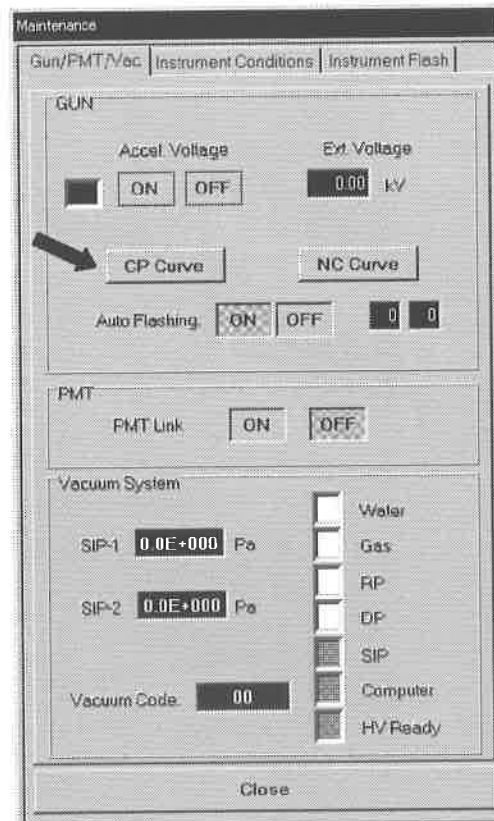 Maintenance
Gun/PMT/Vac Instrument Conditions Instrument Flash
GUN
Accel. Voltage Ext. Voltage
ON OFF 0.00 kV
CP Curve NC Curve
Auto Flashing: ON OFF 0 0
PMT
PMT Link ON OFF
Vacuum System
Water
SIP-1 0.0E+000 Pa Gas
RP
SIP-2 0.0E+000 Pa DP
SIP
Vacuum Code: 00 Computer
HV Ready
Close